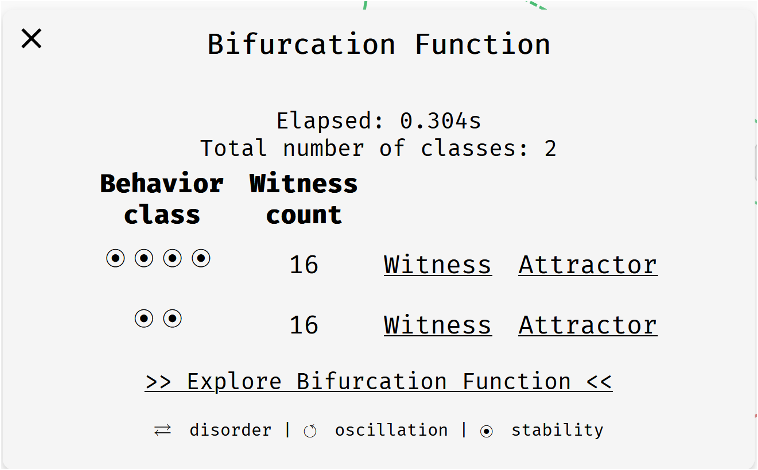 Bifurcation Function
Elapsed: 0.304s
Total number of classes: 2
Behavior class Witness count
⦿⦿⦿⦿ 16 Witness Attractor
⦿⦿ 16 Witness Attractor
>> Explore Bifurcation Function <<
⇄ disorder | ↻ oscillation | ⦿ stability